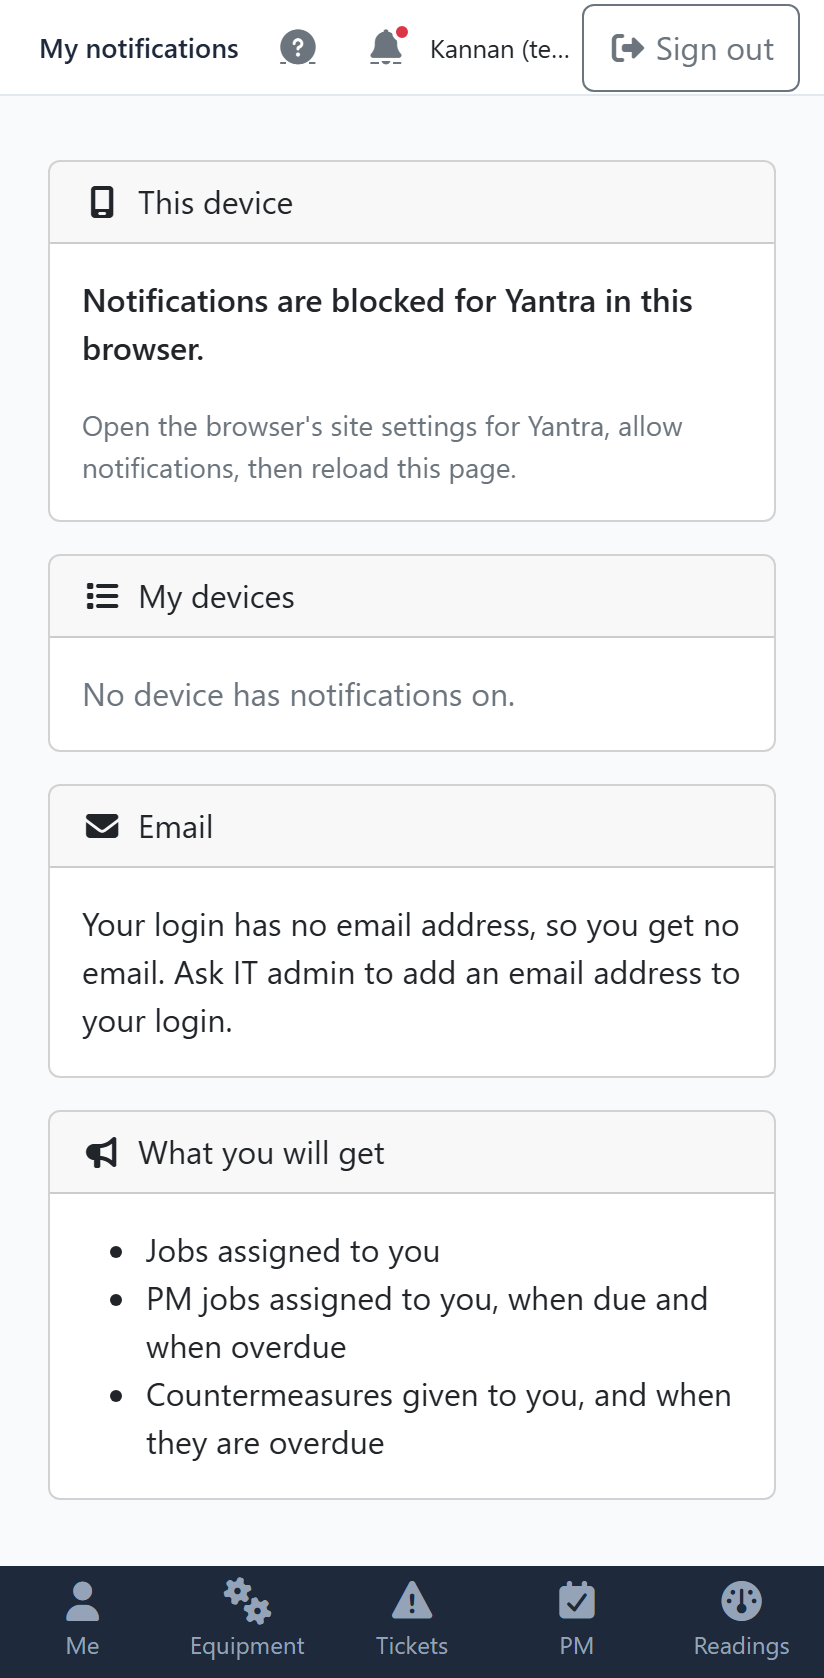 My notifications
Kannan (te...
Sign out
This device
Notifications are blocked for Yantra in this
browser.
Open the browser's site settings for Yantra, allow
notifications, then reload this page.
My devices
No device has notifications on.
Email
Your login has no email address, so you get no
email. Ask IT admin to add an email address to
your login.
What you will get
• Jobs assigned to you
• PM jobs assigned to you, when due and
when overdue
• Countermeasures given to you, and when
they are overdue
Me
Equipment
Tickets
PM
Readings